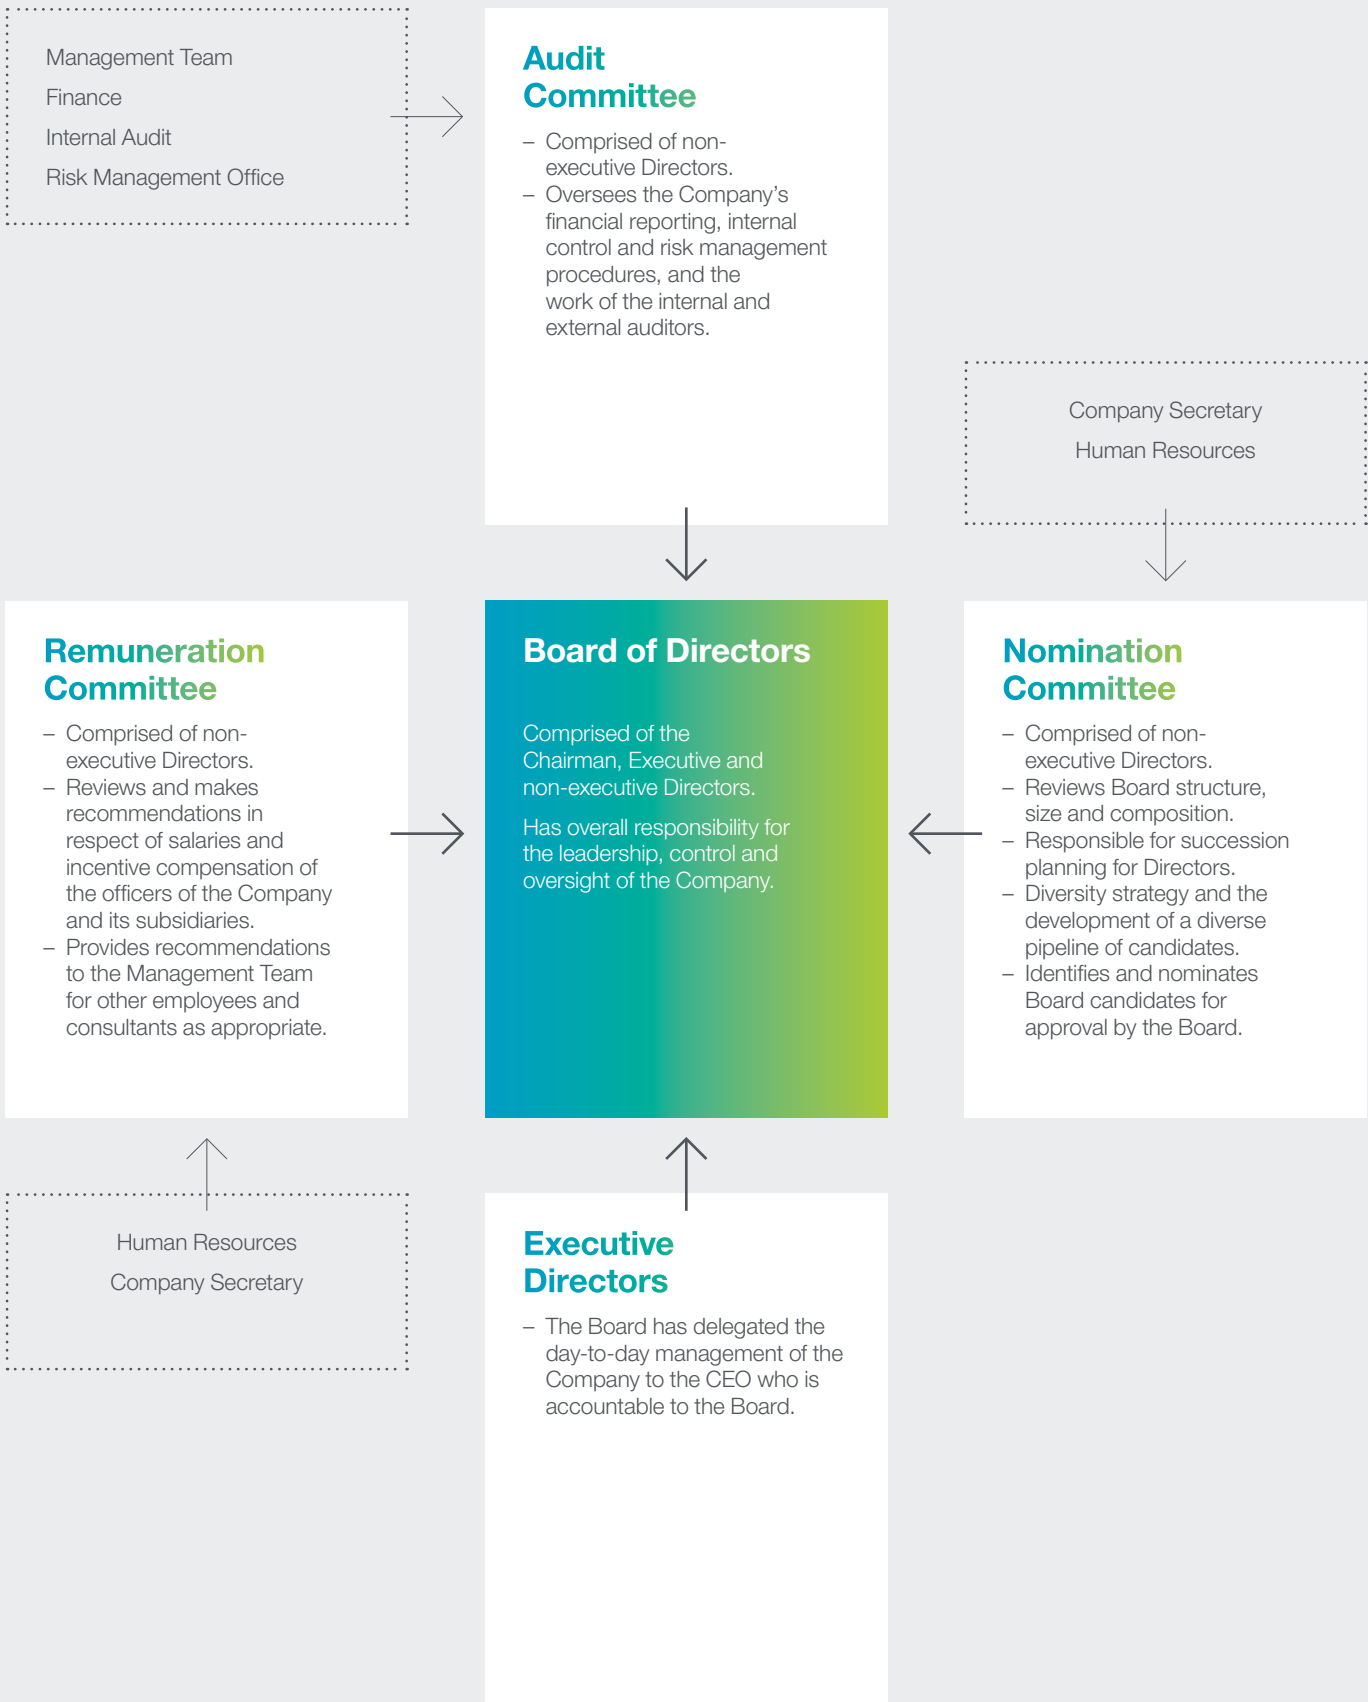 Management Team
Finance
Internal Audit
Risk Management Office
Audit
Committee
– Comprised of non-
executive Directors.
– Oversees the Company’s
financial reporting, internal
control and risk management
procedures, and the
work of the internal and
external auditors.
Company Secretary
Human Resources
Remuneration
Committee
– Comprised of non-
executive Directors.
– Reviews and makes
recommendations in
respect of salaries and
incentive compensation of
the officers of the Company
and its subsidiaries.
– Provides recommendations
to the Management Team
for other employees and
consultants as appropriate.
Board of Directors
Comprised of the
Chairman, Executive and
non-executive Directors.
Has overall responsibility for
the leadership, control and
oversight of the Company.
Nomination
Committee
– Comprised of non-
executive Directors.
– Reviews Board structure,
size and composition.
– Responsible for succession
planning for Directors.
– Diversity strategy and the
development of a diverse
pipeline of candidates.
– Identifies and nominates
Board candidates for
approval by the Board.
Human Resources
Company Secretary
Executive
Directors
– The Board has delegated the
day-to-day management of the
Company to the CEO who is
accountable to the Board.